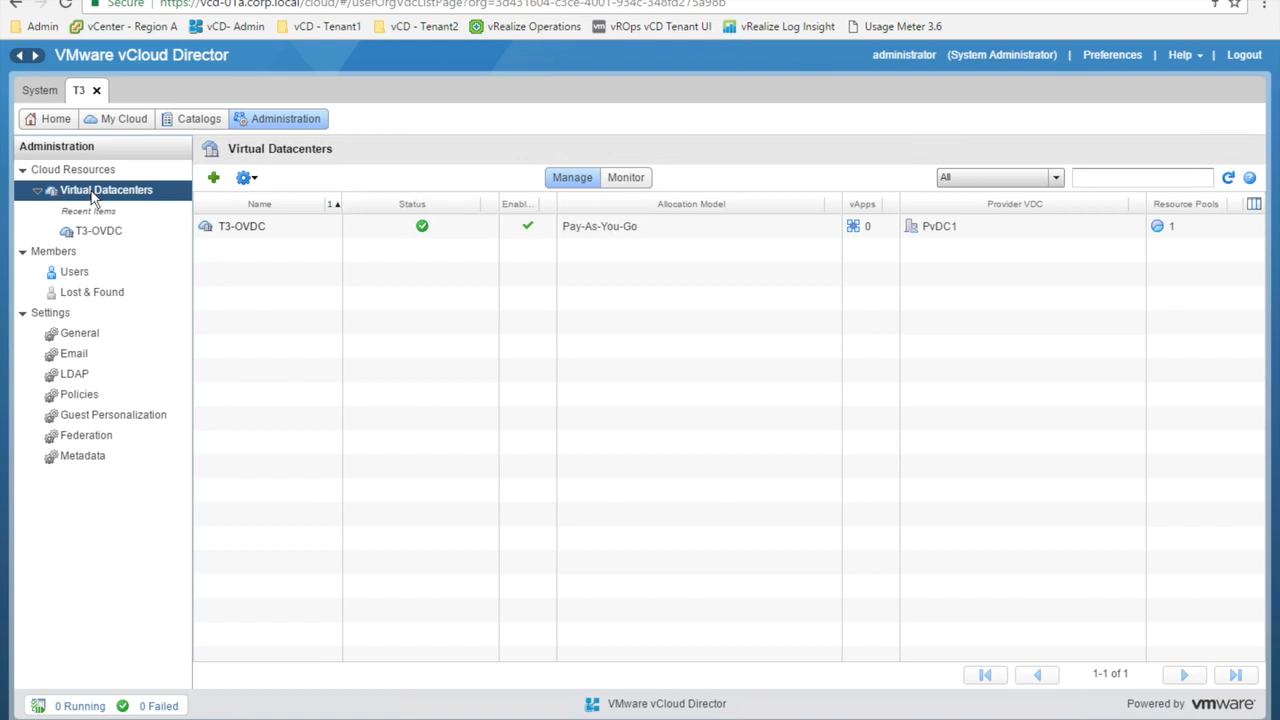 Secure https://vcd-01a.corp.local/cloud/#/userOrgVdcListPage?org=3d431604-c3ce-4001-934c-348fd275a98b
Admin vCenter - Region A vCD- Admin vCD - Tenant1 vCD - Tenant2 vRealize Operations vROps vCD Tenant UI vRealize Log Insight Usage Meter 3.6
VMware vCloud Director administrator (System Administrator) | Preferences | Help | Logout
System T3
Home My Cloud Catalogs Administration
Administration
Cloud Resources
Virtual Datacenters
Recent Items
T3-OVDC
Members
Users
Lost & Found
Settings
General
Email
LDAP
Policies
Guest Personalization
Federation
Metadata
Virtual Datacenters
Manage Monitor All
Name 1 Status Enabl... Allocation Model vApps Provider VDC Resource Pools
T3-OVDC Pay-As-You-Go 0 PvDC1 1
1-1 of 1
0 Running 0 Failed VMware vCloud Director Powered by vmware